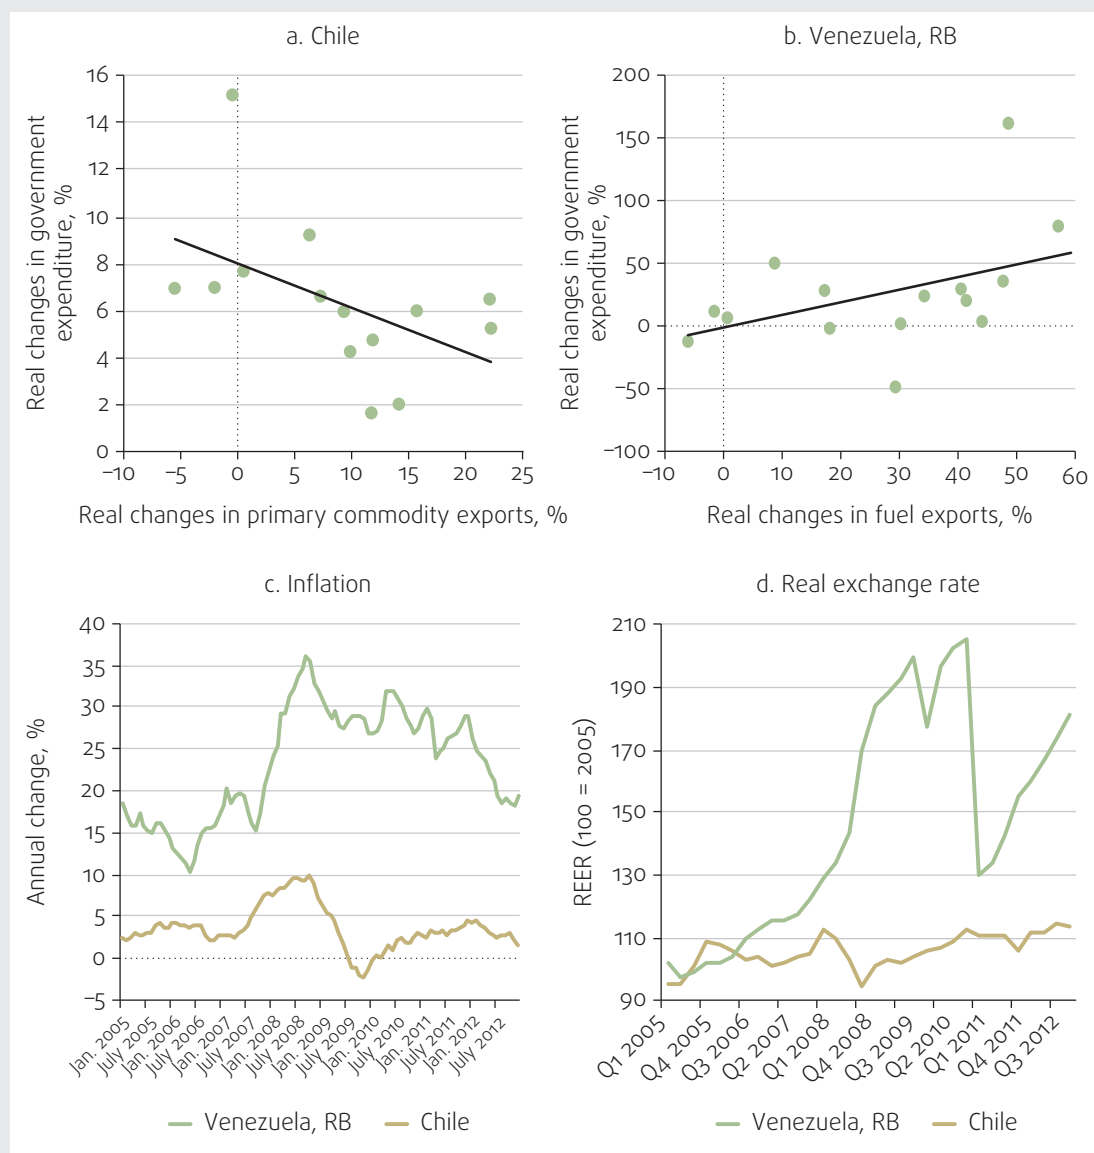 a. Chile
16
14
12
10
8
6
4
2
0
–10
–5
0
5
10
15
20
25
Real changes in government
expenditure, %
Real changes in primary commodity exports, %
b. Venezuela, RB
200
150
100
50
0
–50
–100
–10
0
10
20
30
40
50
60
Real changes in government
expenditure, %
Real changes in fuel exports, %
c. Inflation
40
35
30
25
20
15
10
5
0
–5
Annual change, %
Jan. 2005
July 2005
Jan. 2006
July 2006
Jan. 2007
July 2007
Jan. 2008
July 2008
Jan. 2009
July 2009
Jan. 2010
July 2010
Jan. 2011
July 2011
Jan. 2012
July 2012
Venezuela, RB
Chile
d. Real exchange rate
210
190
170
150
130
110
90
REER (100 = 2005)
Q1 2005
Q4 2005
Q3 2006
Q2 2007
Q1 2008
Q4 2008
Q3 2009
Q2 2010
Q1 2011
Q4 2011
Q3 2012
Venezuela, RB
Chile